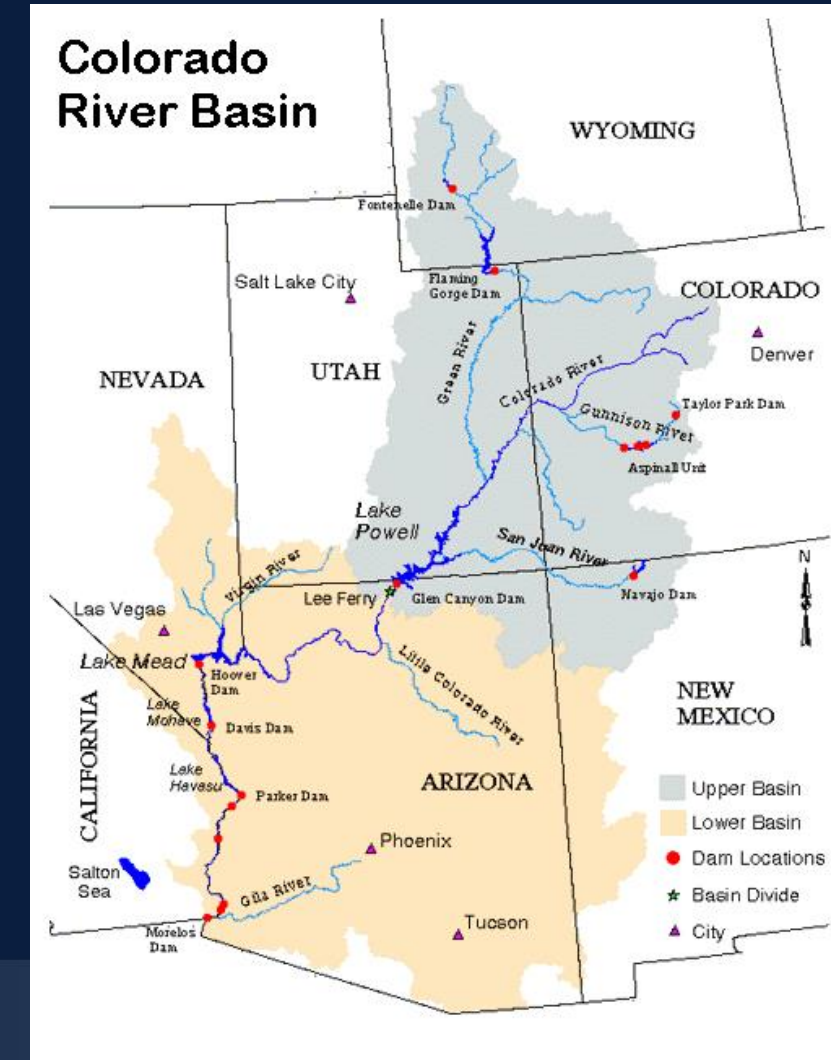 Colorado
River Basin
WYOMING
Fontenelle Dam
Salt Lake City
Flaming
Gorge Dam
COLORADO
Denver
NEVADA
UTAH
Green River
Colorado River
Gunnison River
Taylor Park Dam
Aspinall Unit
Lake
Powell
San Juan River
Virgin River
Lee Ferry
Glen Canyon Dam
Navajo Dam
N
Las Vegas
Lake Mead
Hoover
Dam
Little Colorado River
Lake
Mohave
Davis Dam
NEW
MEXICO
CALIFORNIA
Lake
Havasu
Parker Dam
ARIZONA
Upper Basin
Lower Basin
Phoenix
Dam Locations
Salton
Sea
Gila River
Basin Divide
Tucson
City
Morelos
Dam